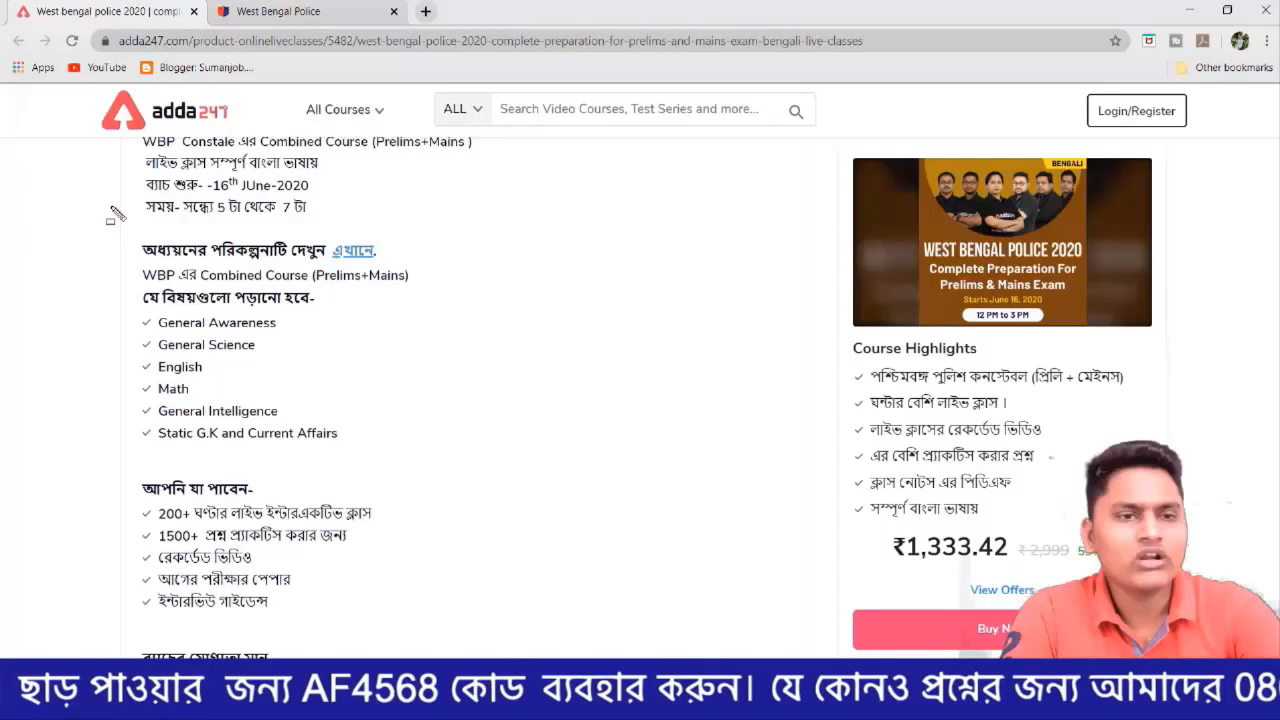 West bengal police 2020 | compl
West Bengal Police
adda247.com/product-onlineliveclasses/5482/west-bengal-police-2020-complete-preparation-for-prelims-and-mains-exam-bengali-live-classes
Apps
YouTube
Blogger: Sumanjob....
Other bookmarks
adda247
All Courses
ALL
Search Video Courses, Test Series and more...
Login/Register
WBP Constale এর Combined Course (Prelims+Mains )
লাইভ ক্লাস সম্পূর্ণ বাংলা ভাষায়
ব্যাচ শুরু- -16th JUne-2020
সময়- সন্ধ্যে 5 টা থেকে 7 টা
অধ্যয়নের পরিকল্পনাটি দেখুন এখানে.
WBP এর Combined Course (Prelims+Mains)
যে বিষয়গুলো পড়ানো হবে-
General Awareness
General Science
English
Math
General Intelligence
Static G.K and Current Affairs
আপনি যা পাবেন-
200+ ঘণ্টার লাইভ ইন্টারএকটিভ ক্লাস
1500+ প্রশ্ন প্র্যাকটিস করার জন্য
রেকর্ডেড ভিডিও
আগের পরীক্ষার পেপার
ইন্টারভিউ গাইডেন্স
BENGALI
WEST BENGAL POLICE 2020
Complete Preparation For
Prelims & Mains Exam
Starts June 16, 2020
12 PM to 3 PM
Course Highlights
পশ্চিমবঙ্গ পুলিশ কনস্টেবল (প্রিলি + মেইনস)
ঘন্টার বেশি লাইভ ক্লাস ।
লাইভ ক্লাসের রেকর্ডেড ভিডিও
এর বেশি প্র্যাকটিস করার প্রশ্ন
ক্লাস নোটস এর পিডিএফ
সম্পূর্ণ বাংলা ভাষায়
₹1,333.42 ₹ 2,999
View Offers
Buy N
ছাড় পাওয়ার জন্য AF4568 কোড ব্যবহার করুন। যে কোনও প্রশ্নের জন্য আমাদের